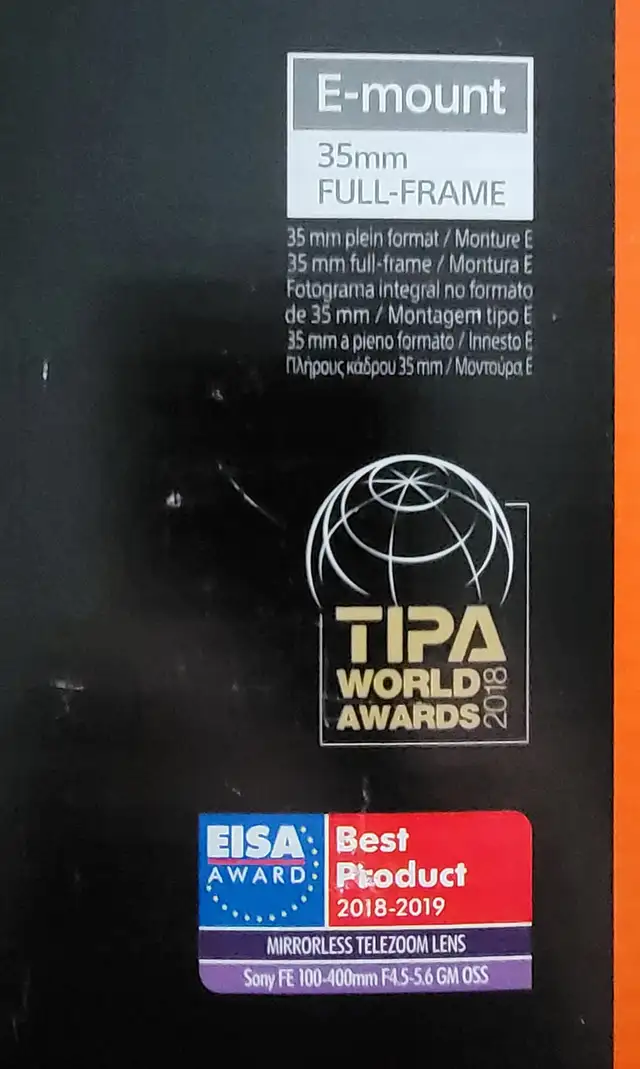 E-mount
35mm
FULL-FRAME
35 mm plein format / Monture E
35 mm full-frame / Montura E
Fotograma integral no formato
de 35 mm / Montagem tipo E
35 mm a pieno formato / Innesto E
Πλήρους κάδρου 35 mm / Μοντούρα E
TIPA
WORLD
AWARDS 2018
EISA
AWARD
Best
Product
2018-2019
MIRRORLESS TELEZOOM LENS
Sony FE 100-400mm F4.5-5.6 GM OSS